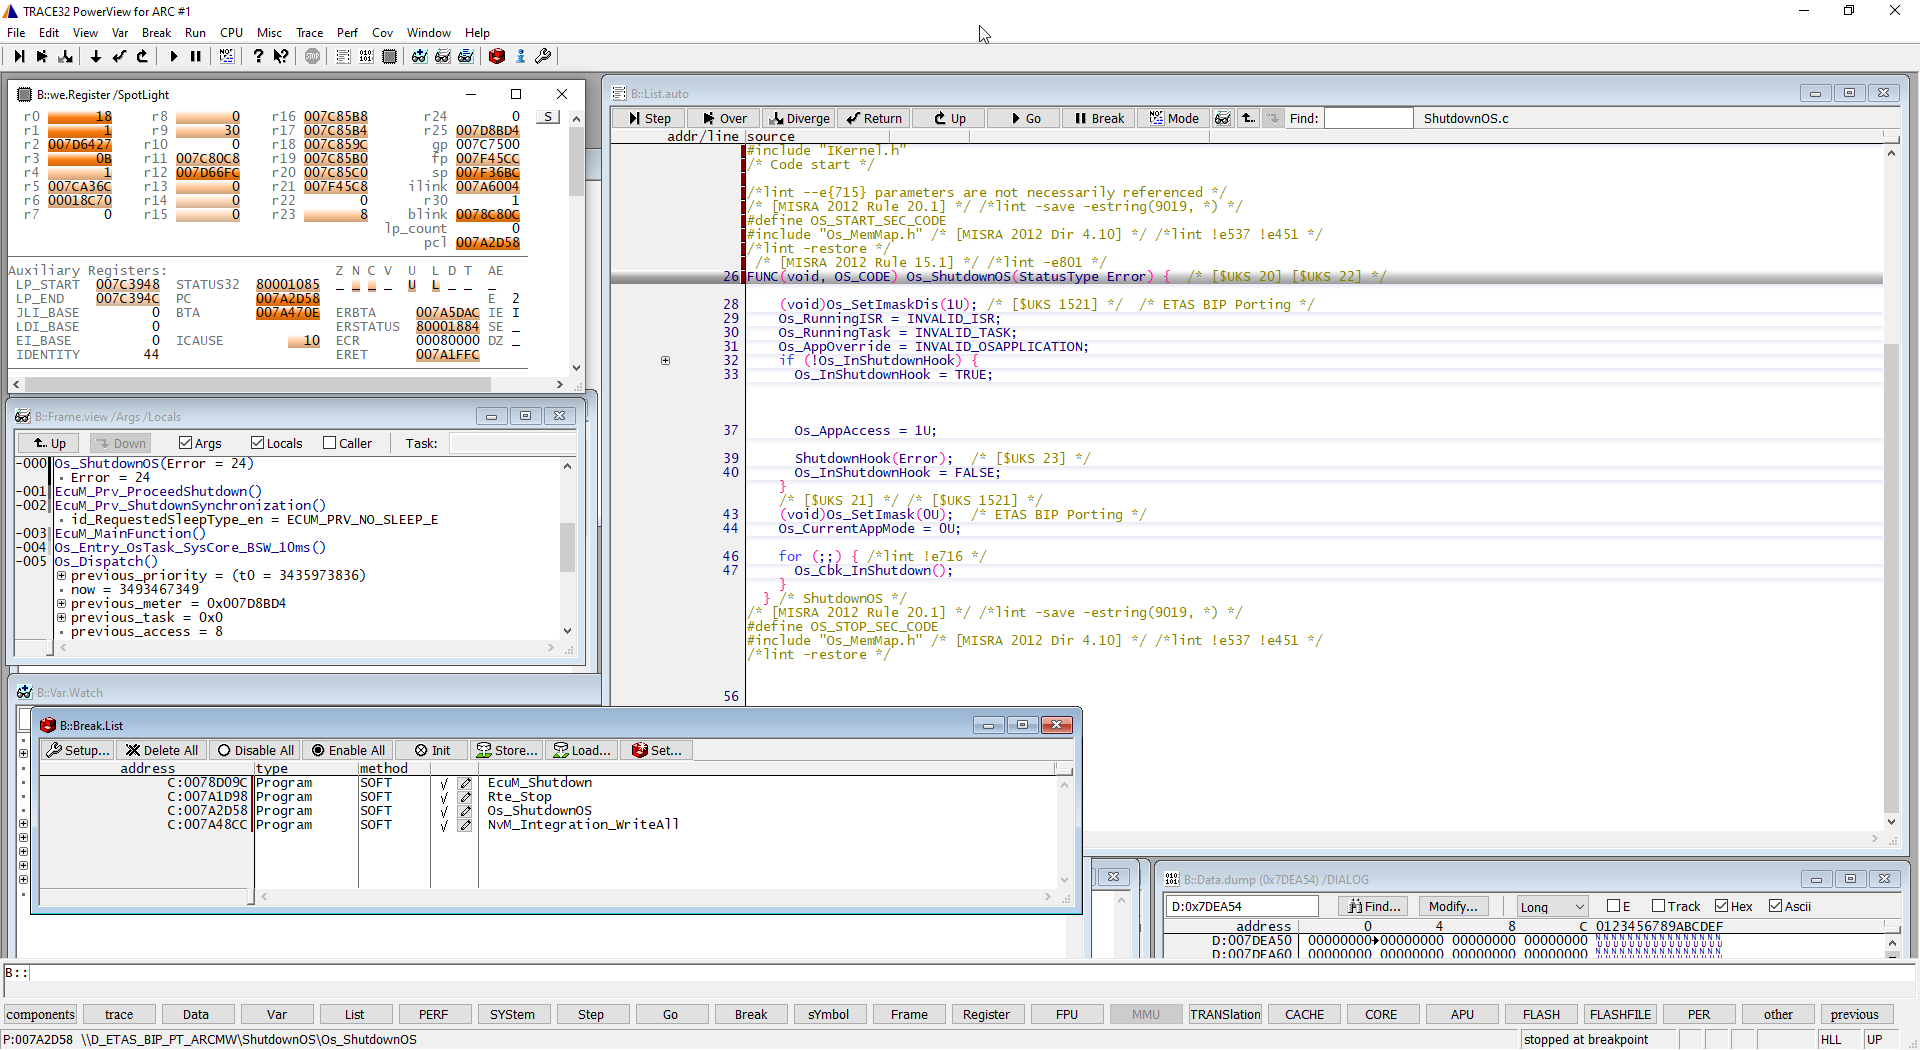 TRACE32 PowerView for ARC #1
File Edit View Var Break Run CPU Misc Trace Perf Cov Window Help
B::we.Register /SpotLight
r0 18 r8 0 r16 007C85B8 r24 0 S
r1 1 r9 30 r17 007C85B4 r25 007D8BD4
r2 007D6427 r10 0 r18 007C859C gp 007C7500
r3 0B r11 007C80C8 r19 007C85B0 fp 007F45CC
r4 1 r12 007D66FC r20 007C85C0 sp 007F36BC
r5 007CA36C r13 0 r21 007F45C8 ilink 007A6004
r6 00018C70 r14 0 r22 0 r30 1
r7 0 r15 0 r23 8 blink 0078C80C
lp_count 0
pcl 007A2D58
Auxiliary Registers: Z N C V U L D T AE
LP_START 007C3948 STATUS32 80001085 _ N C _ U L _ _ _
LP_END 007C394C PC 007A2D58 E 2
JLI_BASE 0 BTA 007A470E ERBTA 007A5DAC IE I
LDI_BASE 0 ERSTATUS 80001884 SE _
EI_BASE 0 ICAUSE 10 ECR 00080000 DZ _
IDENTITY 44 ERET 007A1FFC
B::Frame.view /Args /Locals
Up Down Args Locals Caller Task:
-000 Os_ShutdownOS(Error = 24)
Error = 24
-001 EcuM_Prv_ProceedShutdown()
-002 EcuM_Prv_ShutdownSynchronization()
id_RequestedSleepType_en = ECUM_PRV_NO_SLEEP_E
-003 EcuM_MainFunction()
-004 Os_Entry_OsTask_SysCore_BSW_10ms()
-005 Os_Dispatch()
previous_priority = (t0 = 3435973836)
now = 3493467349
previous_meter = 0x007D8BD4
previous_task = 0x0
previous_access = 8
B::Var.Watch
B::List.auto
Step Over Diverge Return Up Go Break Mode Find: ShutdownOS.c
addr/line source
#include "IKernel.h"
/* Code start */
/*lint --e{715} parameters are not necessarily referenced */
/* [MISRA 2012 Rule 20.1] */ /*lint -save -estring(9019, *) */
#define OS_START_SEC_CODE
#include "Os_MemMap.h" /* [MISRA 2012 Dir 4.10] */ /*lint !e537 !e451 */
/*lint -restore */
/* [MISRA 2012 Rule 15.1] */ /*lint -e801 */
26 FUNC(void, OS_CODE) Os_ShutdownOS(StatusType Error) { /* [$UKS 20] [$UKS 22] */
28 (void)Os_SetImaskDis(1U); /* [$UKS 1521] */ /* ETAS BIP Porting */
29 Os_RunningISR = INVALID_ISR;
30 Os_RunningTask = INVALID_TASK;
31 Os_AppOverride = INVALID_OSAPPLICATION;
32 if (!Os_InShutdownHook) {
33 Os_InShutdownHook = TRUE;
37 Os_AppAccess = 1U;
39 ShutdownHook(Error); /* [$UKS 23] */
40 Os_InShutdownHook = FALSE;
}
/* [$UKS 21] */ /* [$UKS 1521] */
43 (void)Os_SetImask(0U); /* ETAS BIP Porting */
44 Os_CurrentAppMode = 0U;
46 for (;;) { /*lint !e716 */
47 Os_Cbk_InShutdown();
}
} /* ShutdownOS */
/* [MISRA 2012 Rule 20.1] */ /*lint -save -estring(9019, *) */
#define OS_STOP_SEC_CODE
#include "Os_MemMap.h" /* [MISRA 2012 Dir 4.10] */ /*lint !e537 !e451 */
/*lint -restore */
56
B::Break.List
Setup... Delete All Disable All Enable All Init Store... Load... Set...
address type method
C:0078D09C Program SOFT √ EcuM_Shutdown
C:007A1D98 Program SOFT √ Rte_Stop
C:007A2D58 Program SOFT √ Os_ShutdownOS
C:007A48CC Program SOFT √ NvM_Integration_WriteAll
B::Data.dump (0x7DEA54) /DIALOG
D:0x7DEA54 Find... Modify... Long E Track Hex Ascii
address 0 4 8 C 0123456789ABCDEF
D:007DEA50 00000000 00000000 00000000 00000000
D:007DEA60 00000000 00000000 00000000 00000000
B::
components trace Data Var List PERF SYStem Step Go Break sYmbol Frame Register FPU MMU TRANSlation CACHE CORE APU FLASH FLASHFILE PER other previous
P:007A2D58 \\D_ETAS_BIP_PT_ARCMW\ShutdownOS\Os_ShutdownOS stopped at breakpoint HLL UP